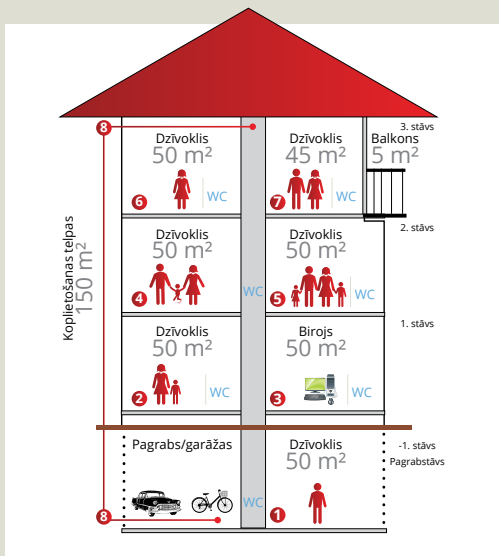 8
3. stāvs
Dzīvoklis
50 m²
6
WC
Dzīvoklis
45 m²
7
WC
Balkons
5 m²
2. stāvs
Koplietošanas telpas
150 m²
Dzīvoklis
50 m²
4
WC
Dzīvoklis
50 m²
5
WC
1. stāvs
Dzīvoklis
50 m²
2
WC
Birojs
50 m²
3
WC
-1. stāvs
Pagrabstāvs
Pagrabs/garāžas
8
WC
Dzīvoklis
50 m²
1